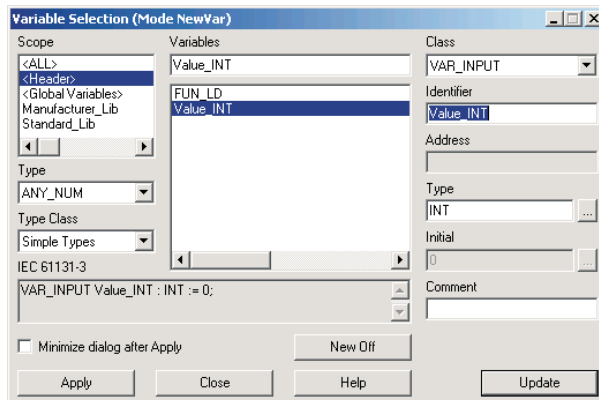 Variable Selection (Mode NewVar)
Scope
<ALL>
<Header>
<Global Variables>
Manufacturer_Lib
Standard_Lib
Type
ANY_NUM
Type Class
Simple Types
IEC 61131-3
VAR_INPUT Value_INT : INT := 0;
Variables
Value_INT
FUN_LD
Value_INT
Class
VAR_INPUT
Identifier
Value_INT
Address
Type
INT
...
Initial
0
...
Comment
Minimize dialog after Apply
New Off
Apply
Close
Help
Update